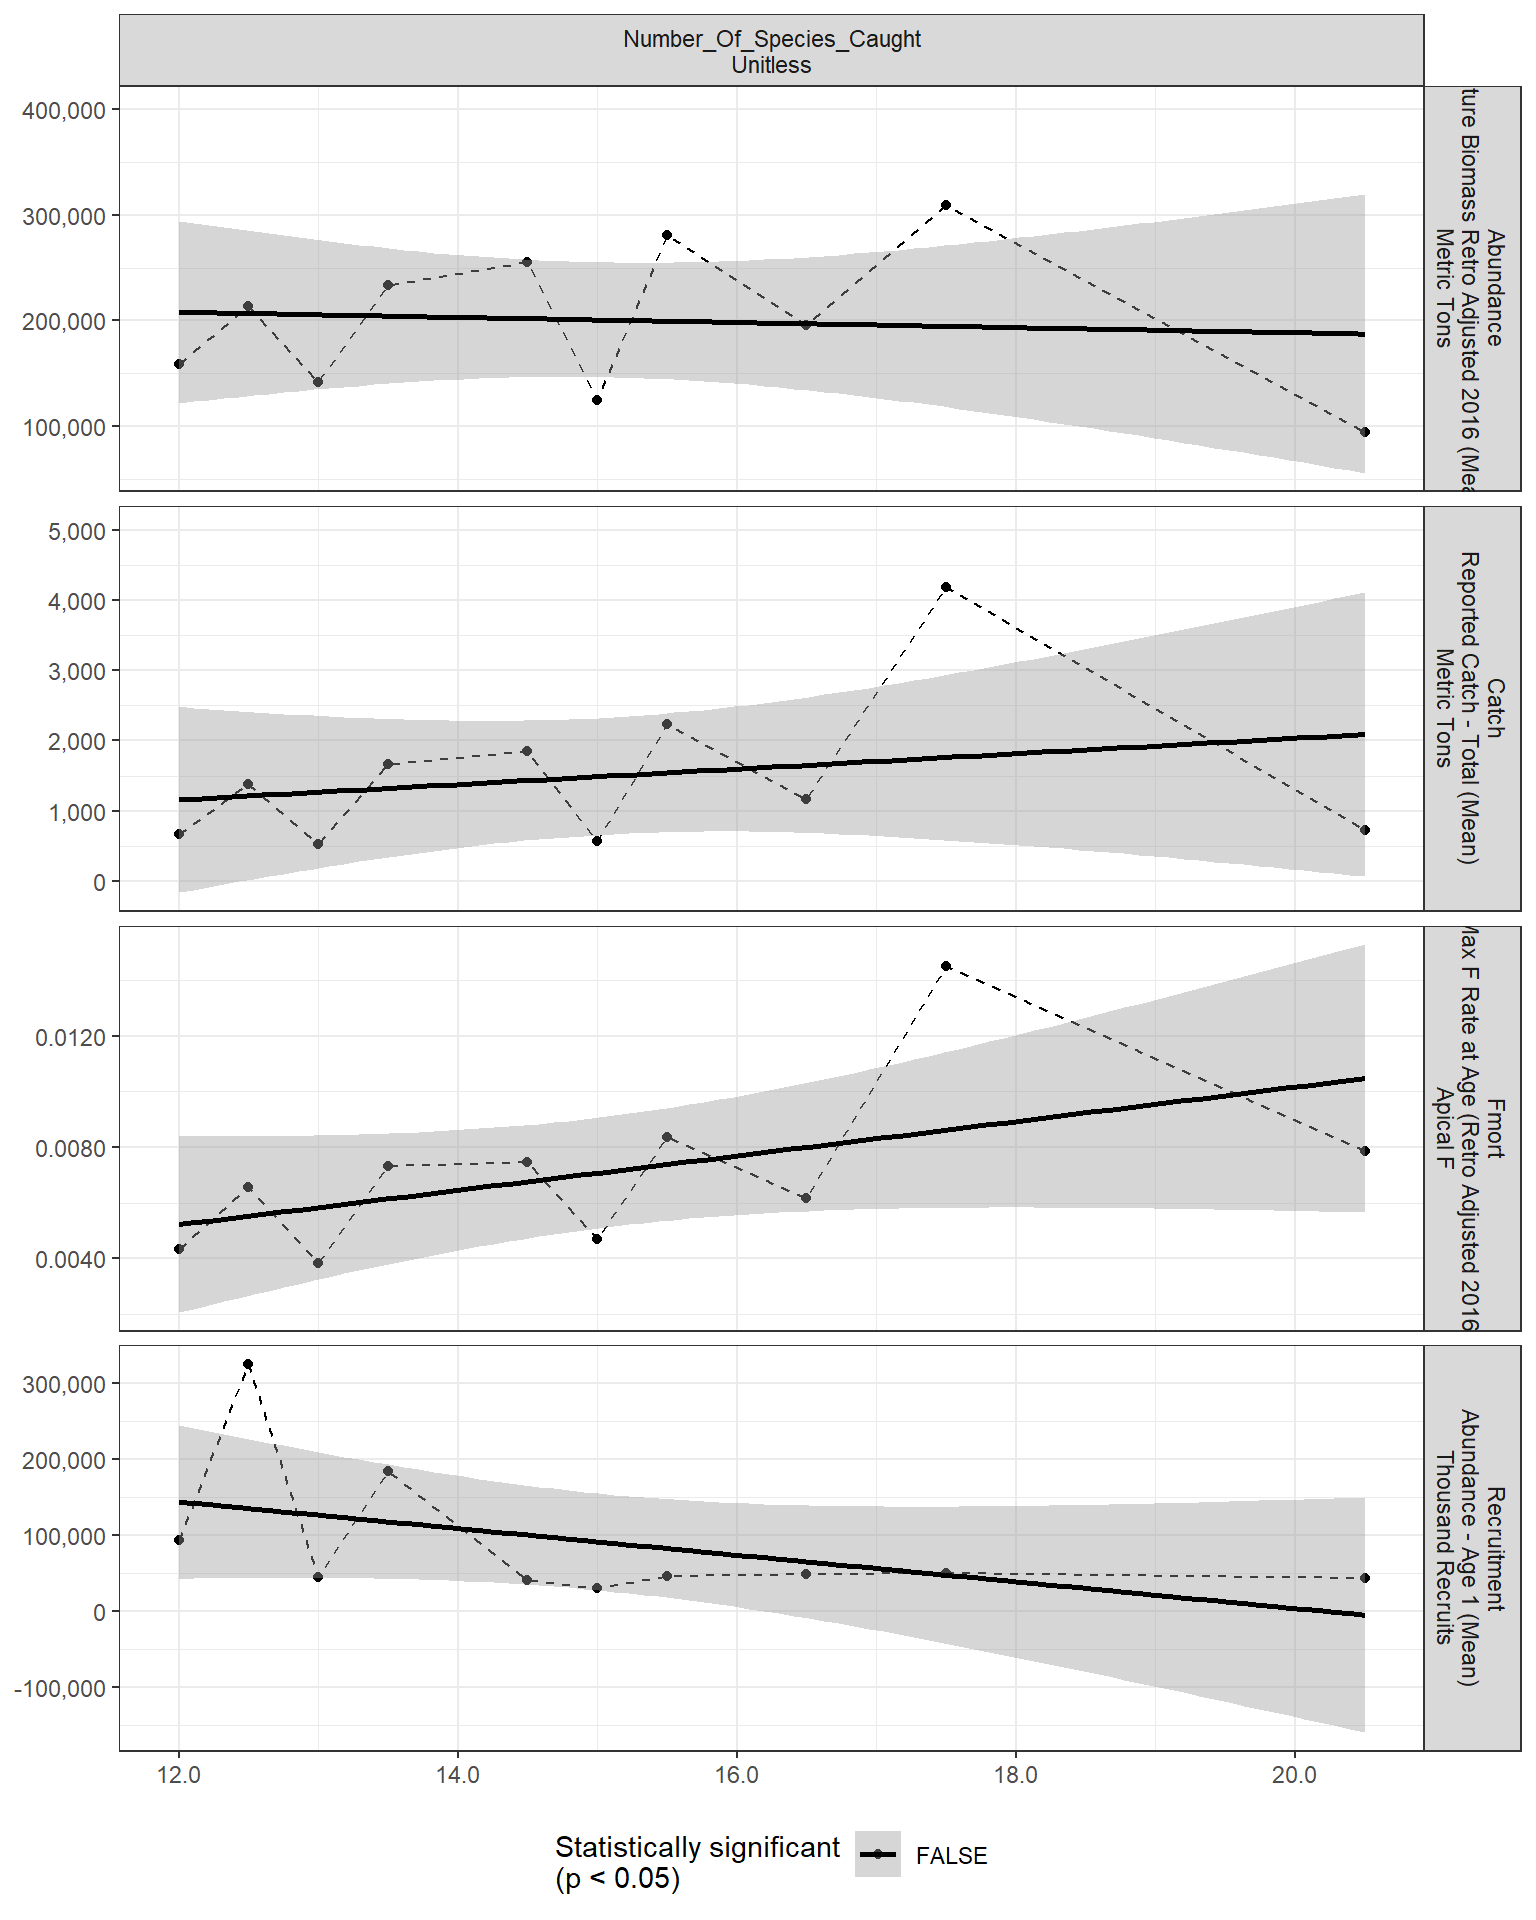 Number_Of_Species_Caught
Unitless
400,000
300,000
200,000
100,000
Abundance
ture Biomass Retro Adjusted 2016 (Mea
Metric Tons
5,000
4,000
3,000
2,000
1,000
0
Catch
Reported Catch - Total (Mean)
Metric Tons
0.0120
0.0080
0.0040
Fmort
Max F Rate at Age (Retro Adjusted 2016
Apical F
300,000
200,000
100,000
0
-100,000
Recruitment
Abundance - Age 1 (Mean)
Thousand Recruits
12.0
14.0
16.0
18.0
20.0
Statistically significant
(p < 0.05)
FALSE